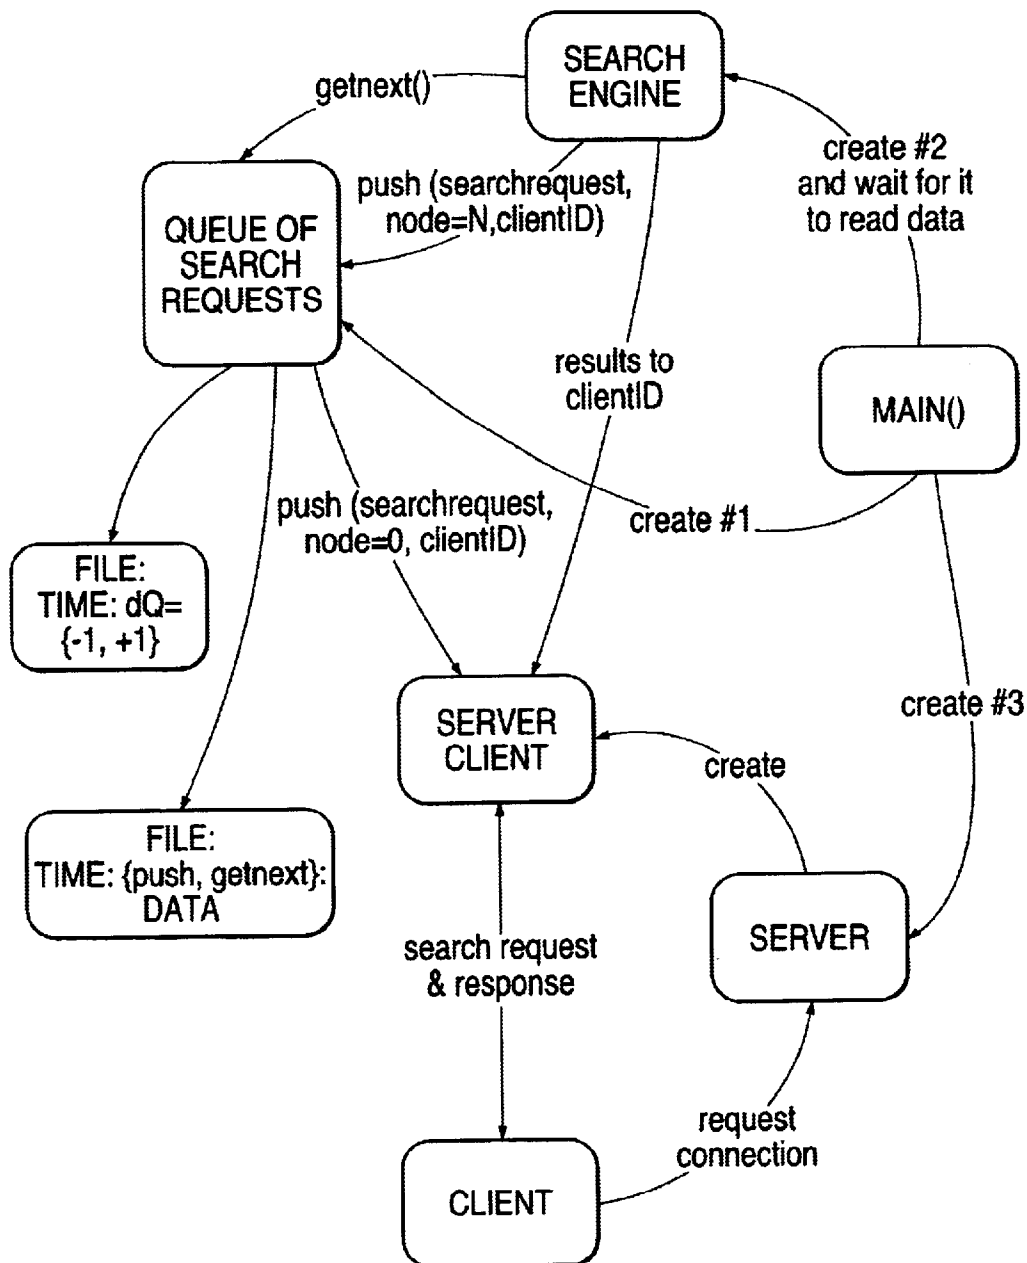 SEARCH
ENGINE
getnext()
create #2
and wait for it
to read data
push (searchrequest,
node=N,clientID)
QUEUE OF
SEARCH
REQUESTS
results to
clientID
MAIN()
push (searchrequest,
node=0, clientID)
create #1
FILE:
TIME: dQ=
{-1, +1}
create #3
SERVER
CLIENT
create
FILE:
TIME: {push, getnext}:
DATA
SERVER
search request
& response
request
connection
CLIENT